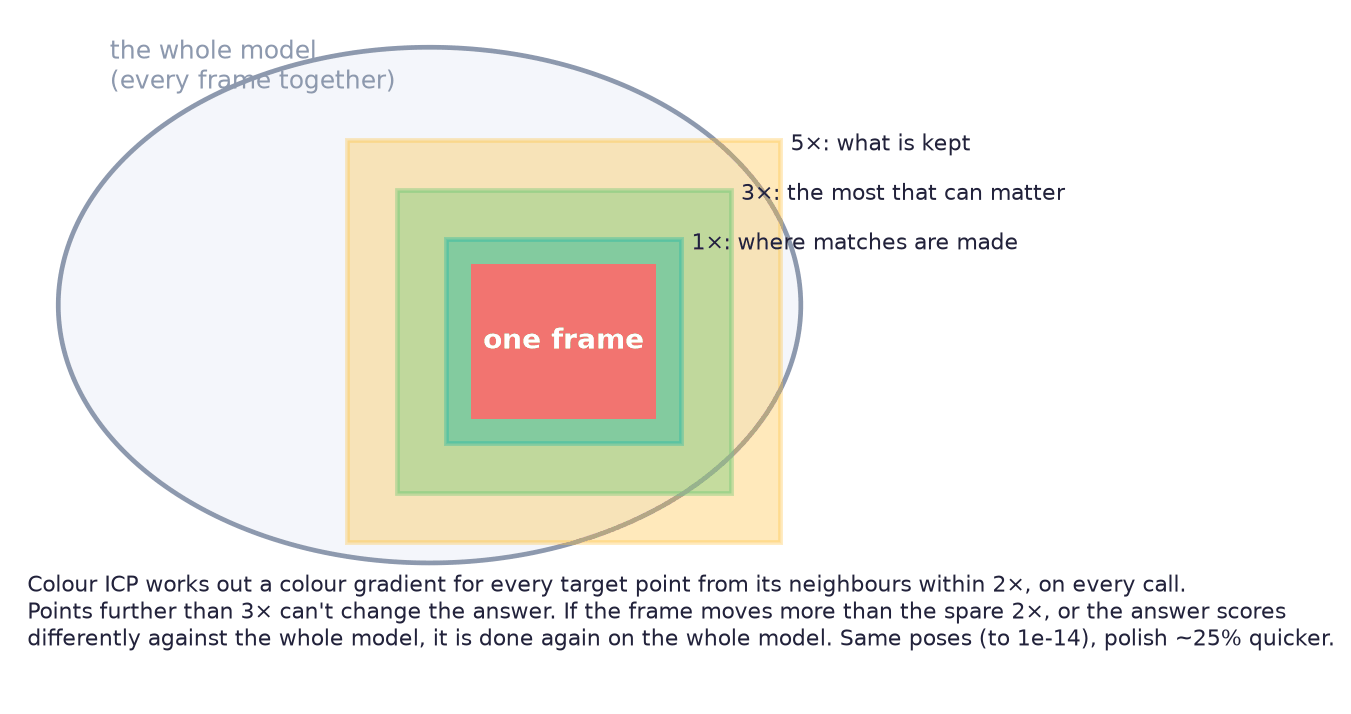 the whole model
(every frame together)
5×: what is kept
3×: the most that can matter
1×: where matches are made
one frame
Colour ICP works out a colour gradient for every target point from its neighbours within 2×, on every call.
Points further than 3× can't change the answer. If the frame moves more than the spare 2×, or the answer scores
differently against the whole model, it is done again on the whole model. Same poses (to 1e-14), polish ~25% quicker.